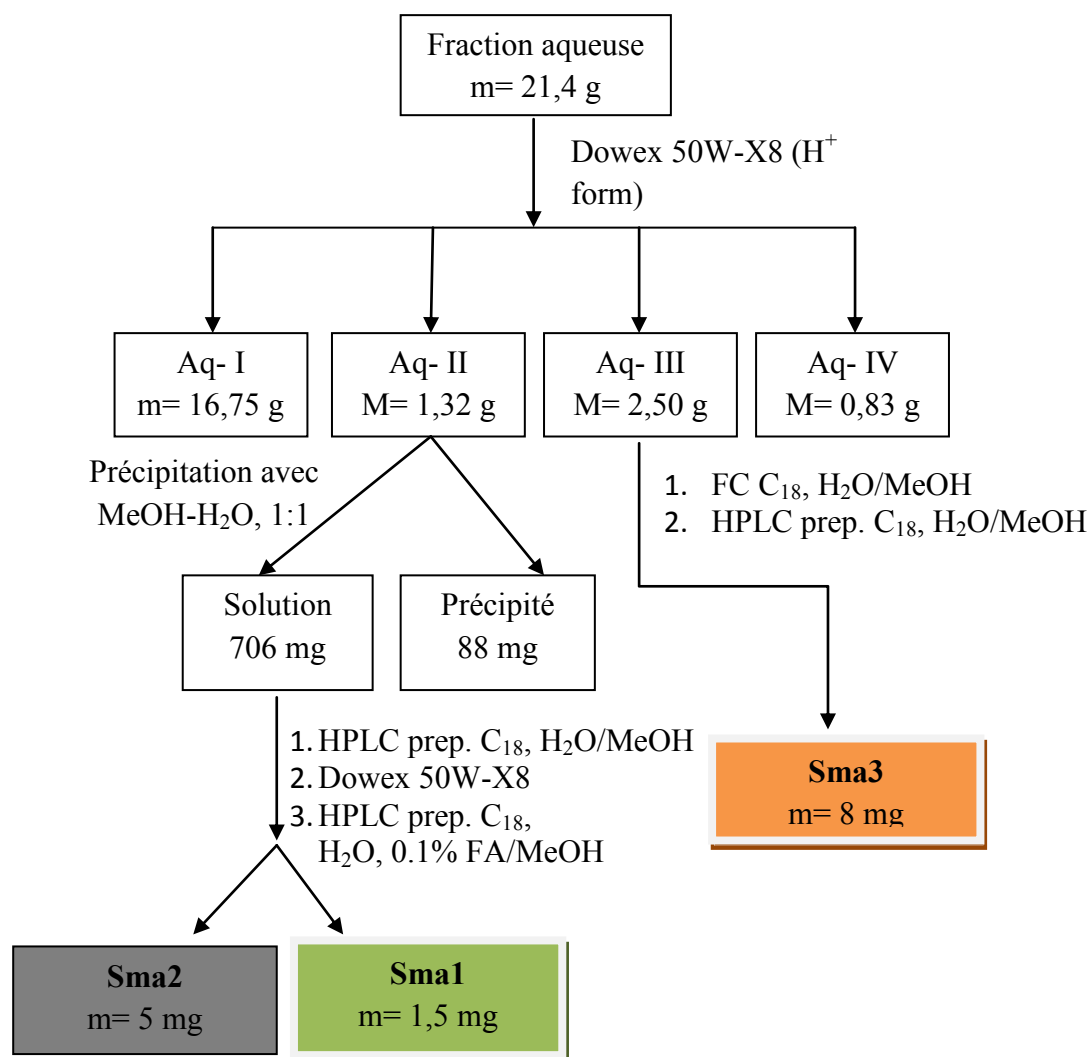 Fraction aqueuse
m= 21,4 g
Dowex 50W-X8 (H⁺
form)
Aq- I
m= 16,75 g
Aq- II
M= 1,32 g
Aq- III
M= 2,50 g
Aq- IV
M= 0,83 g
Précipitation avec
MeOH-H₂O, 1:1
1. FC C₁₈, H₂O/MeOH
2. HPLC prep. C₁₈, H₂O/MeOH
Solution
706 mg
Précipité
88 mg
1. HPLC prep. C₁₈, H₂O/MeOH
2. Dowex 50W-X8
3. HPLC prep. C₁₈,
H₂O, 0.1% FA/MeOH
Sma3
m= 8 mg
Sma2
m= 5 mg
Sma1
m= 1,5 mg